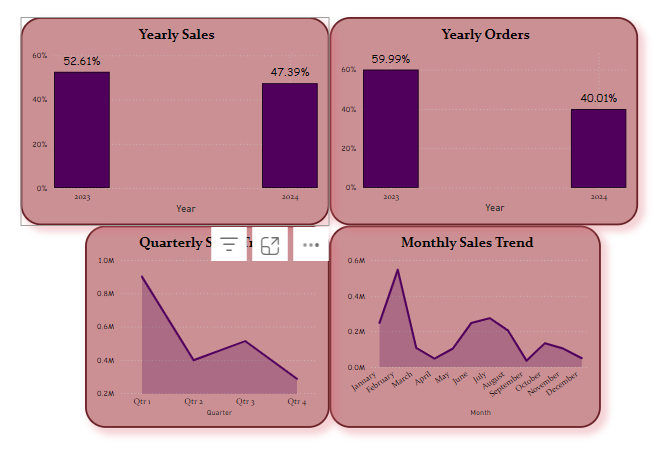 Yearly Sales
60%
40%
20%
0%
52.61%
47.39%
2023
2024
Year
Yearly Orders
60%
40%
20%
0%
59.99%
40.01%
2023
2024
Year
Quarterly
1.0M
0.8M
0.6M
0.4M
0.2M
Qtr 1
Qtr 2
Qtr 3
Qtr 4
Quarter
Monthly Sales Trend
0.6M
0.4M
0.2M
0.0M
January
February
March
April
May
June
July
August
September
October
November
December
Month